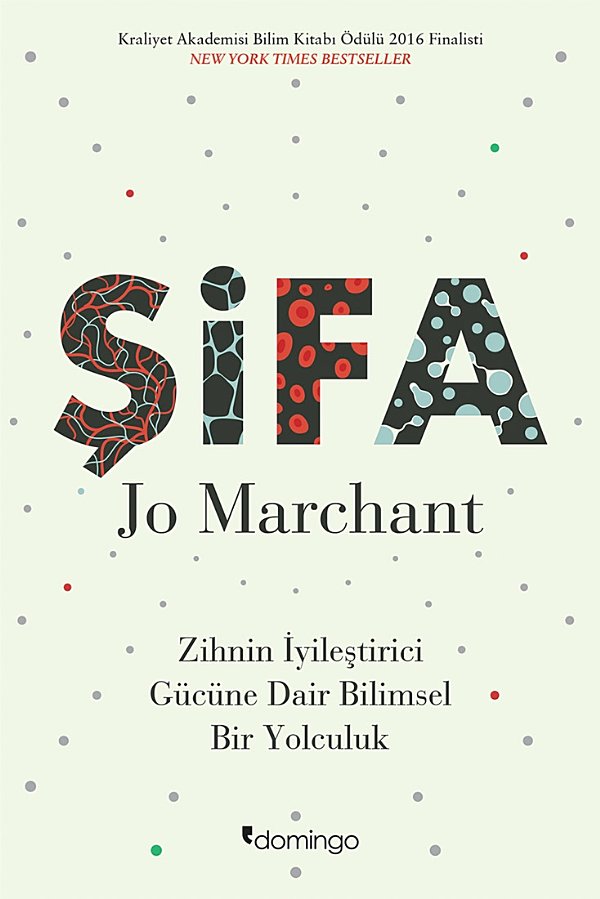 Kraliyet Akademisi Bilim Kitabı Ödülü 2016 Finalisti
NEW YORK TIMES BESTSELLER
ŞİFA
Jo Marchant
Zihnin İyileştirici
Gücüne Dair Bilimsel
Bir Yolculuk
domingo